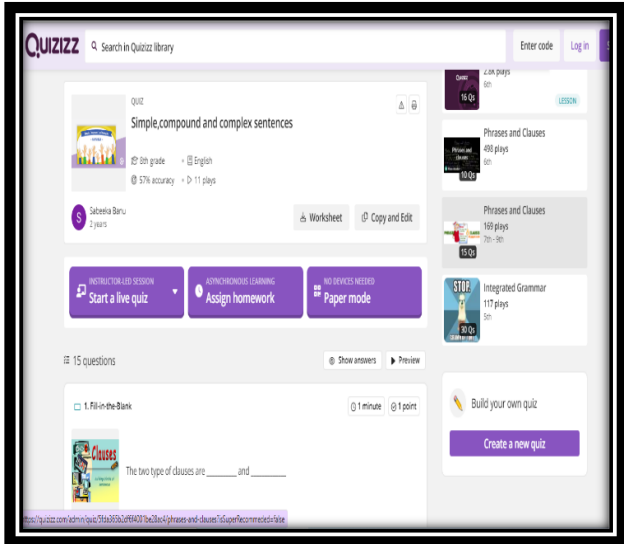 QUIZIZZ
Search in Quizizz library
Enter code
Log in
QUIZ
Simple,compound and complex sentences
8th grade • English
57% accuracy • 11 plays
S
Sabeeka Banu
2 years
Worksheet
Copy and Edit
INSTRUCTOR-LED SESSION
Start a live quiz
ASYNCHRONOUS LEARNING
Assign homework
NO DEVICES NEEDED
Paper mode
15 questions
Show answers
Preview
1. Fill-in-the-Blank
1 minute
1 point
Clauses
The two type of clauses are ________ and ________
2.8K plays
6th
16 Qs
LESSON
Phrases and Clauses
498 plays
6th
10 Qs
Phrases and Clauses
169 plays
7th - 9th
15 Qs
STOP.
Integrated Grammar
117 plays
5th
30 Qs
Build your own quiz
Create a new quiz